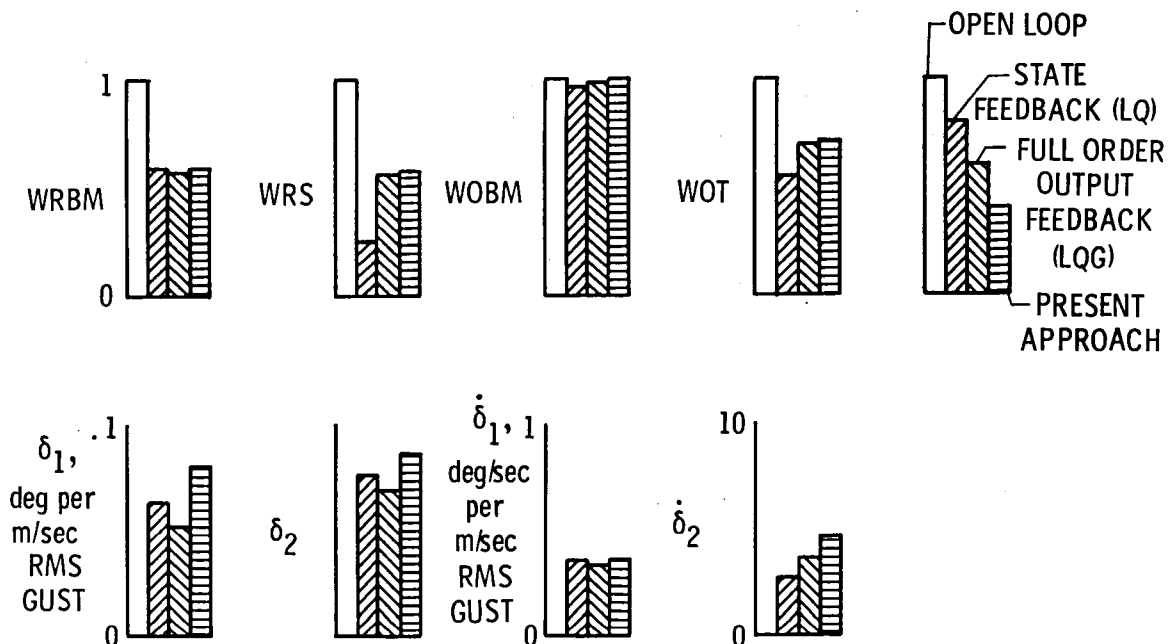 OPEN LOOP
STATE
FEEDBACK (LQ)
FULL ORDER
OUTPUT
FEEDBACK
(LQG)
PRESENT
APPROACH
1
0
WRBM
WRS
WOBM
WOT
.1
0
δ1,
deg per
m/sec
RMS
GUST
δ2
δ̇1,
1
deg/sec
per
m/sec
RMS
GUST
δ̇2
10
0